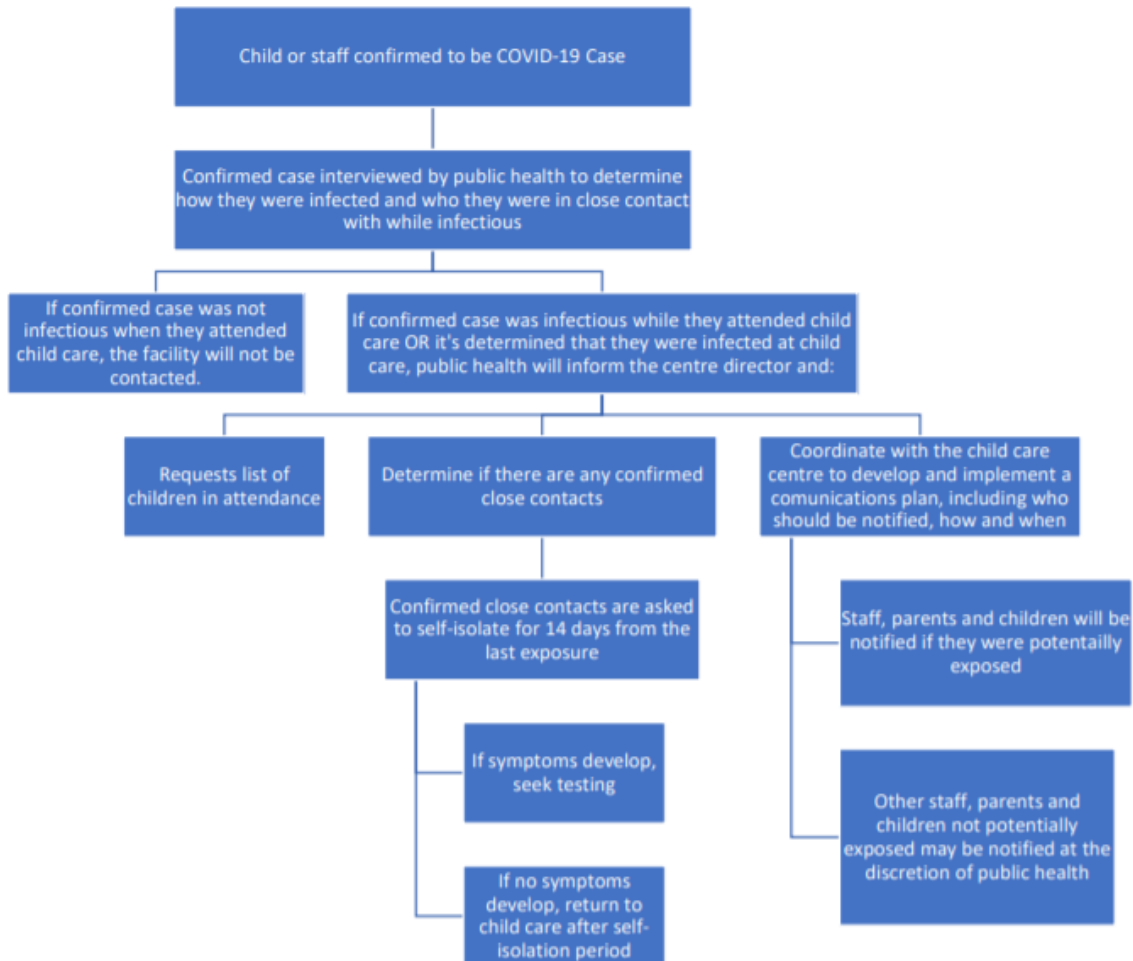 Child or staff confirmed to be COVID-19 Case
Confirmed case interviewed by public health to determine
how they were infected and who they were in close contact
with while infectious
If confirmed case was not
infectious when they attended
child care, the facility will not be
contacted.
If confirmed case was infectious while they attended child
care OR it's determined that they were infected at child
care, public health will inform the centre director and:
Requests list of
children in attendance
Determine if there are any confirmed
close contacts
Coordinate with the child care
centre to develop and implement a
comunications plan, including who
should be notified, how and when
Confirmed close contacts are asked
to self-isolate for 14 days from the
last exposure
Staff, parents and children will be
notified if they were potentailly
exposed
If symptoms develop,
seek testing
Other staff, parents and
children not potentially
exposed may be notified at the
discretion of public health
If no symptoms
develop, return to
child care after self-
isolation period